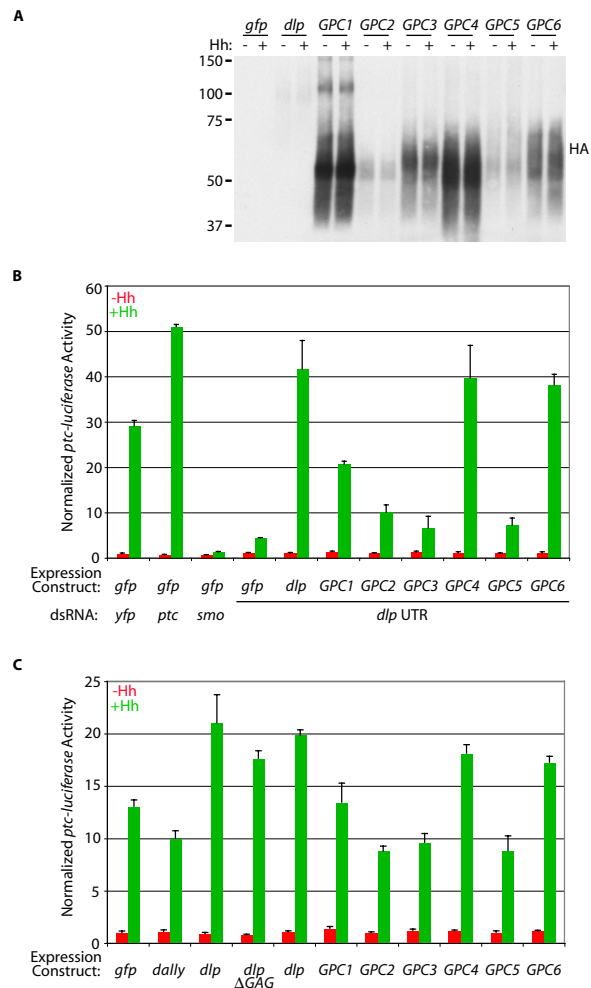 A
gfp dlp GPC1 GPC2 GPC3 GPC4 GPC5 GPC6
Hh: - + - + - + - + - + - + - + - +
150
100
75
50
37
HA
B
Normalized ptc-luciferase Activity
60
50
40
30
20
10
0
-Hh
+Hh
Expression
Construct: gfp gfp gfp gfp dlp GPC1 GPC2 GPC3 GPC4 GPC5 GPC6
dsRNA: yfp ptc smo dlp UTR
C
Normalized ptc-luciferase Activity
25
20
15
10
5
0
-Hh
+Hh
Expression
Construct: gfp dally dlp dlp dlp GPC1 GPC2 GPC3 GPC4 GPC5 GPC6
ΔGAG